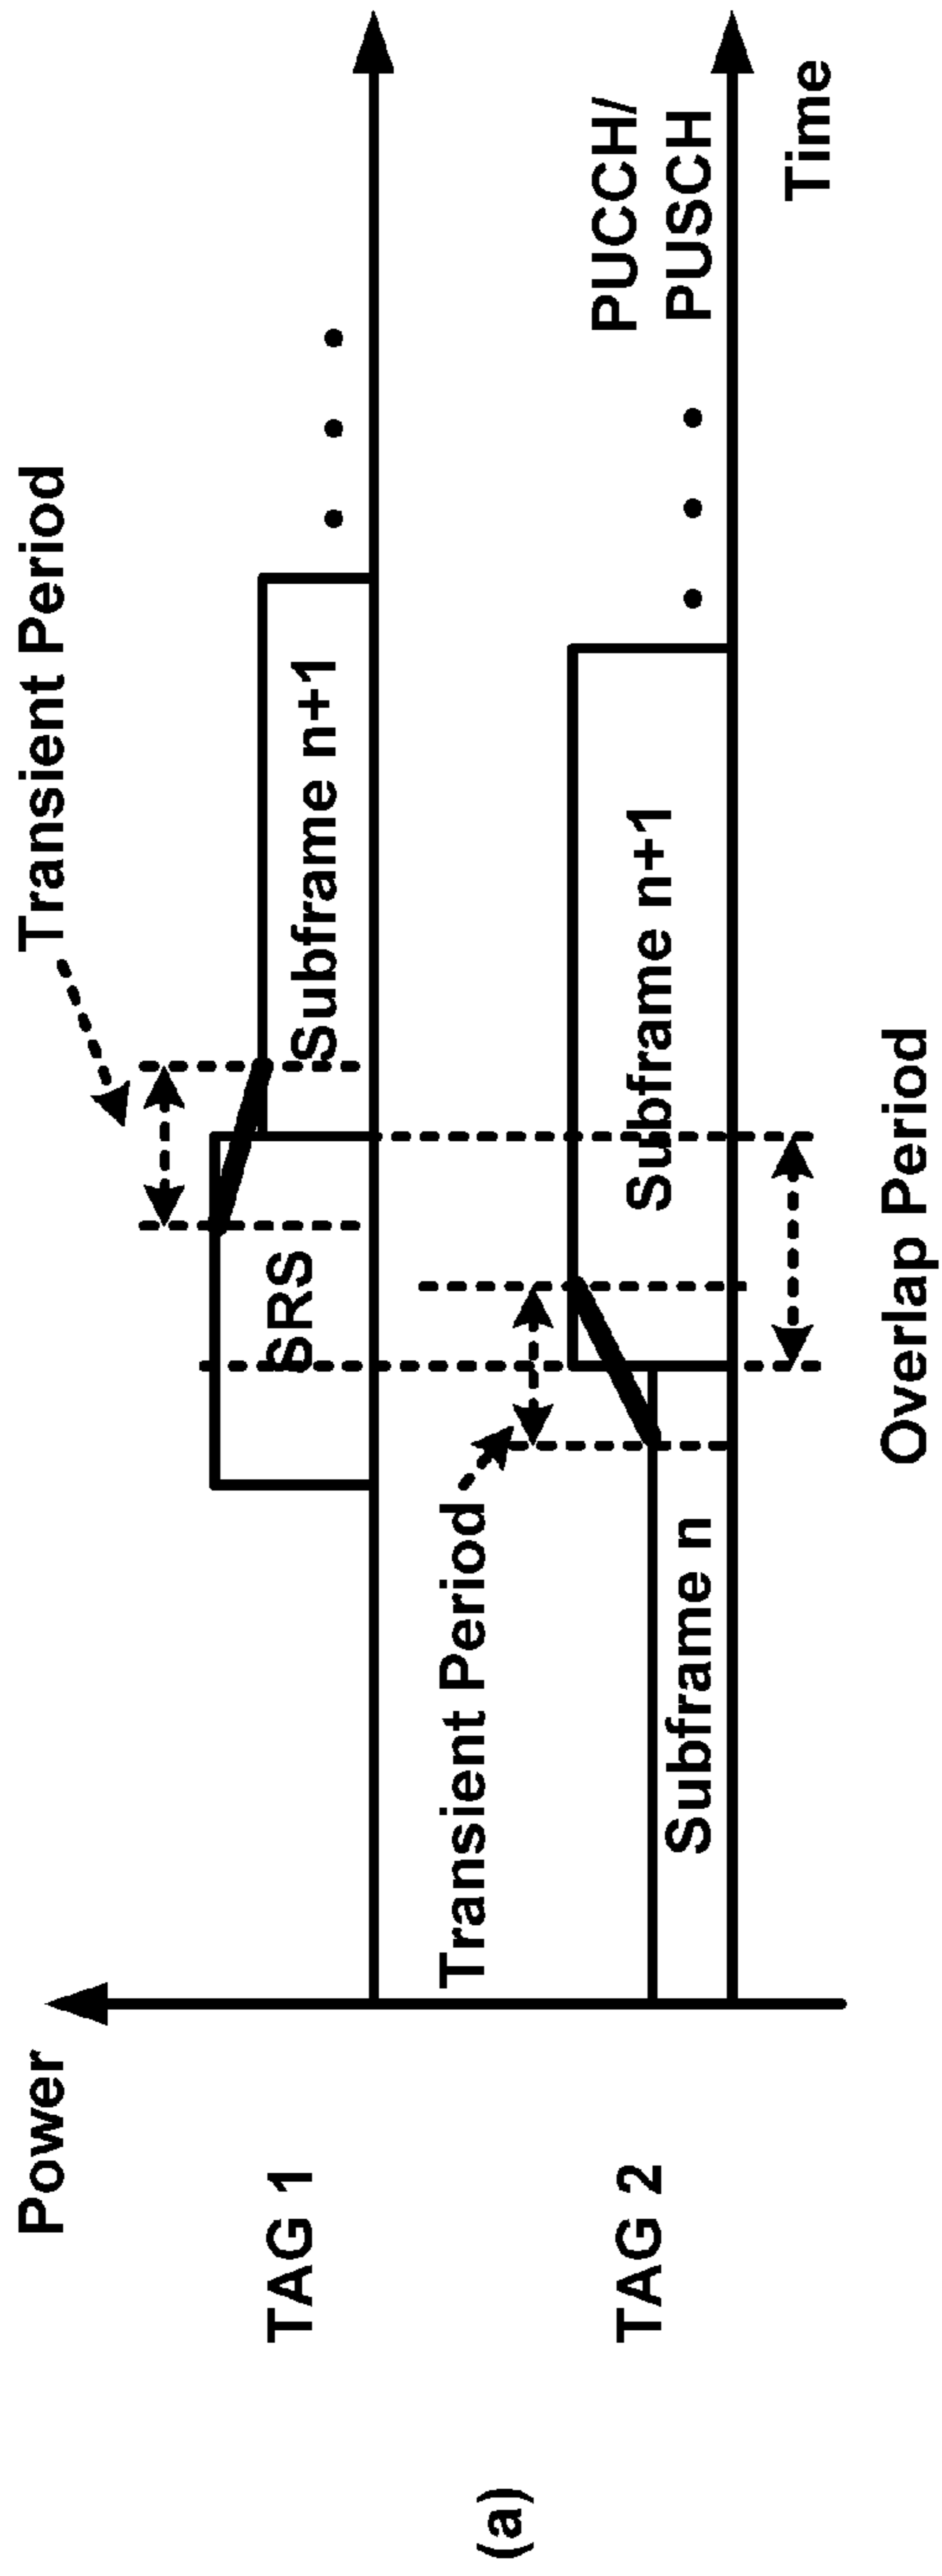 Power
Transient Period
TAG 1
SRS
Subframe n+1
Transient Period
TAG 2
Subframe n
Subframe n+1
PUCCH/
PUSCH
Time
Overlap Period
(a)